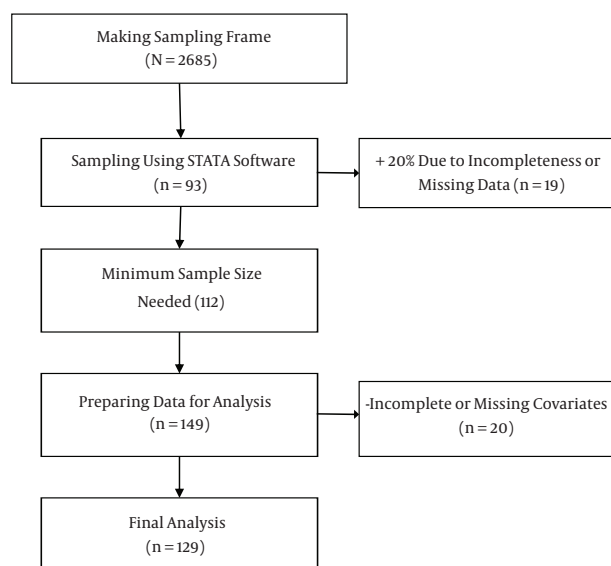 Making Sampling Frame
(N = 2685)
Sampling Using STATA Software
(n = 93)
+ 20% Due to Incompleteness or
Missing Data (n = 19)
Minimum Sample Size
Needed (112)
Preparing Data for Analysis
(n = 149)
-Incomplete or Missing Covariates
(n = 20)
Final Analysis
(n = 129)